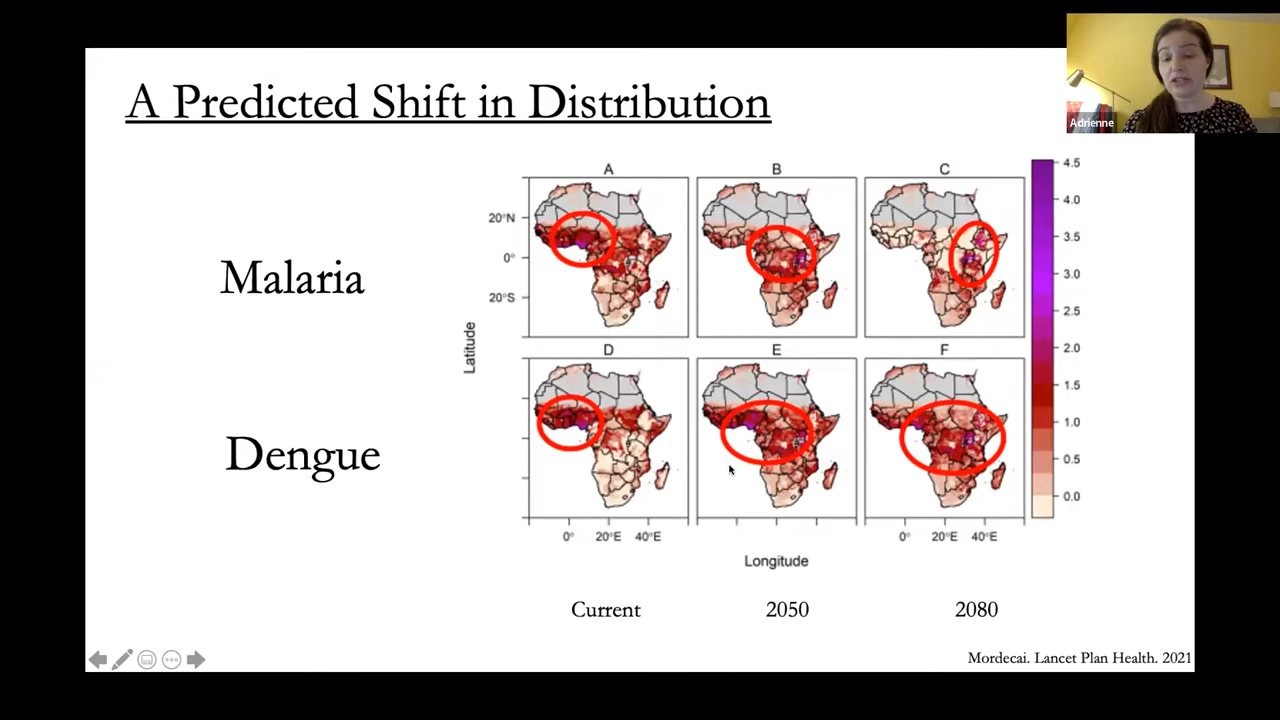 Adrienne
A Predicted Shift in Distribution
Malaria
Dengue
A
B
C
20°N
0°
20°S
D
E
F
Latitude
4.5
4.0
3.5
3.0
2.5
2.0
1.5
1.0
0.5
0.0
0° 20°E 40°E
0° 20°E 40°E
Longitude
Current
2050
2080
Mordecai. Lancet Plan Health. 2021